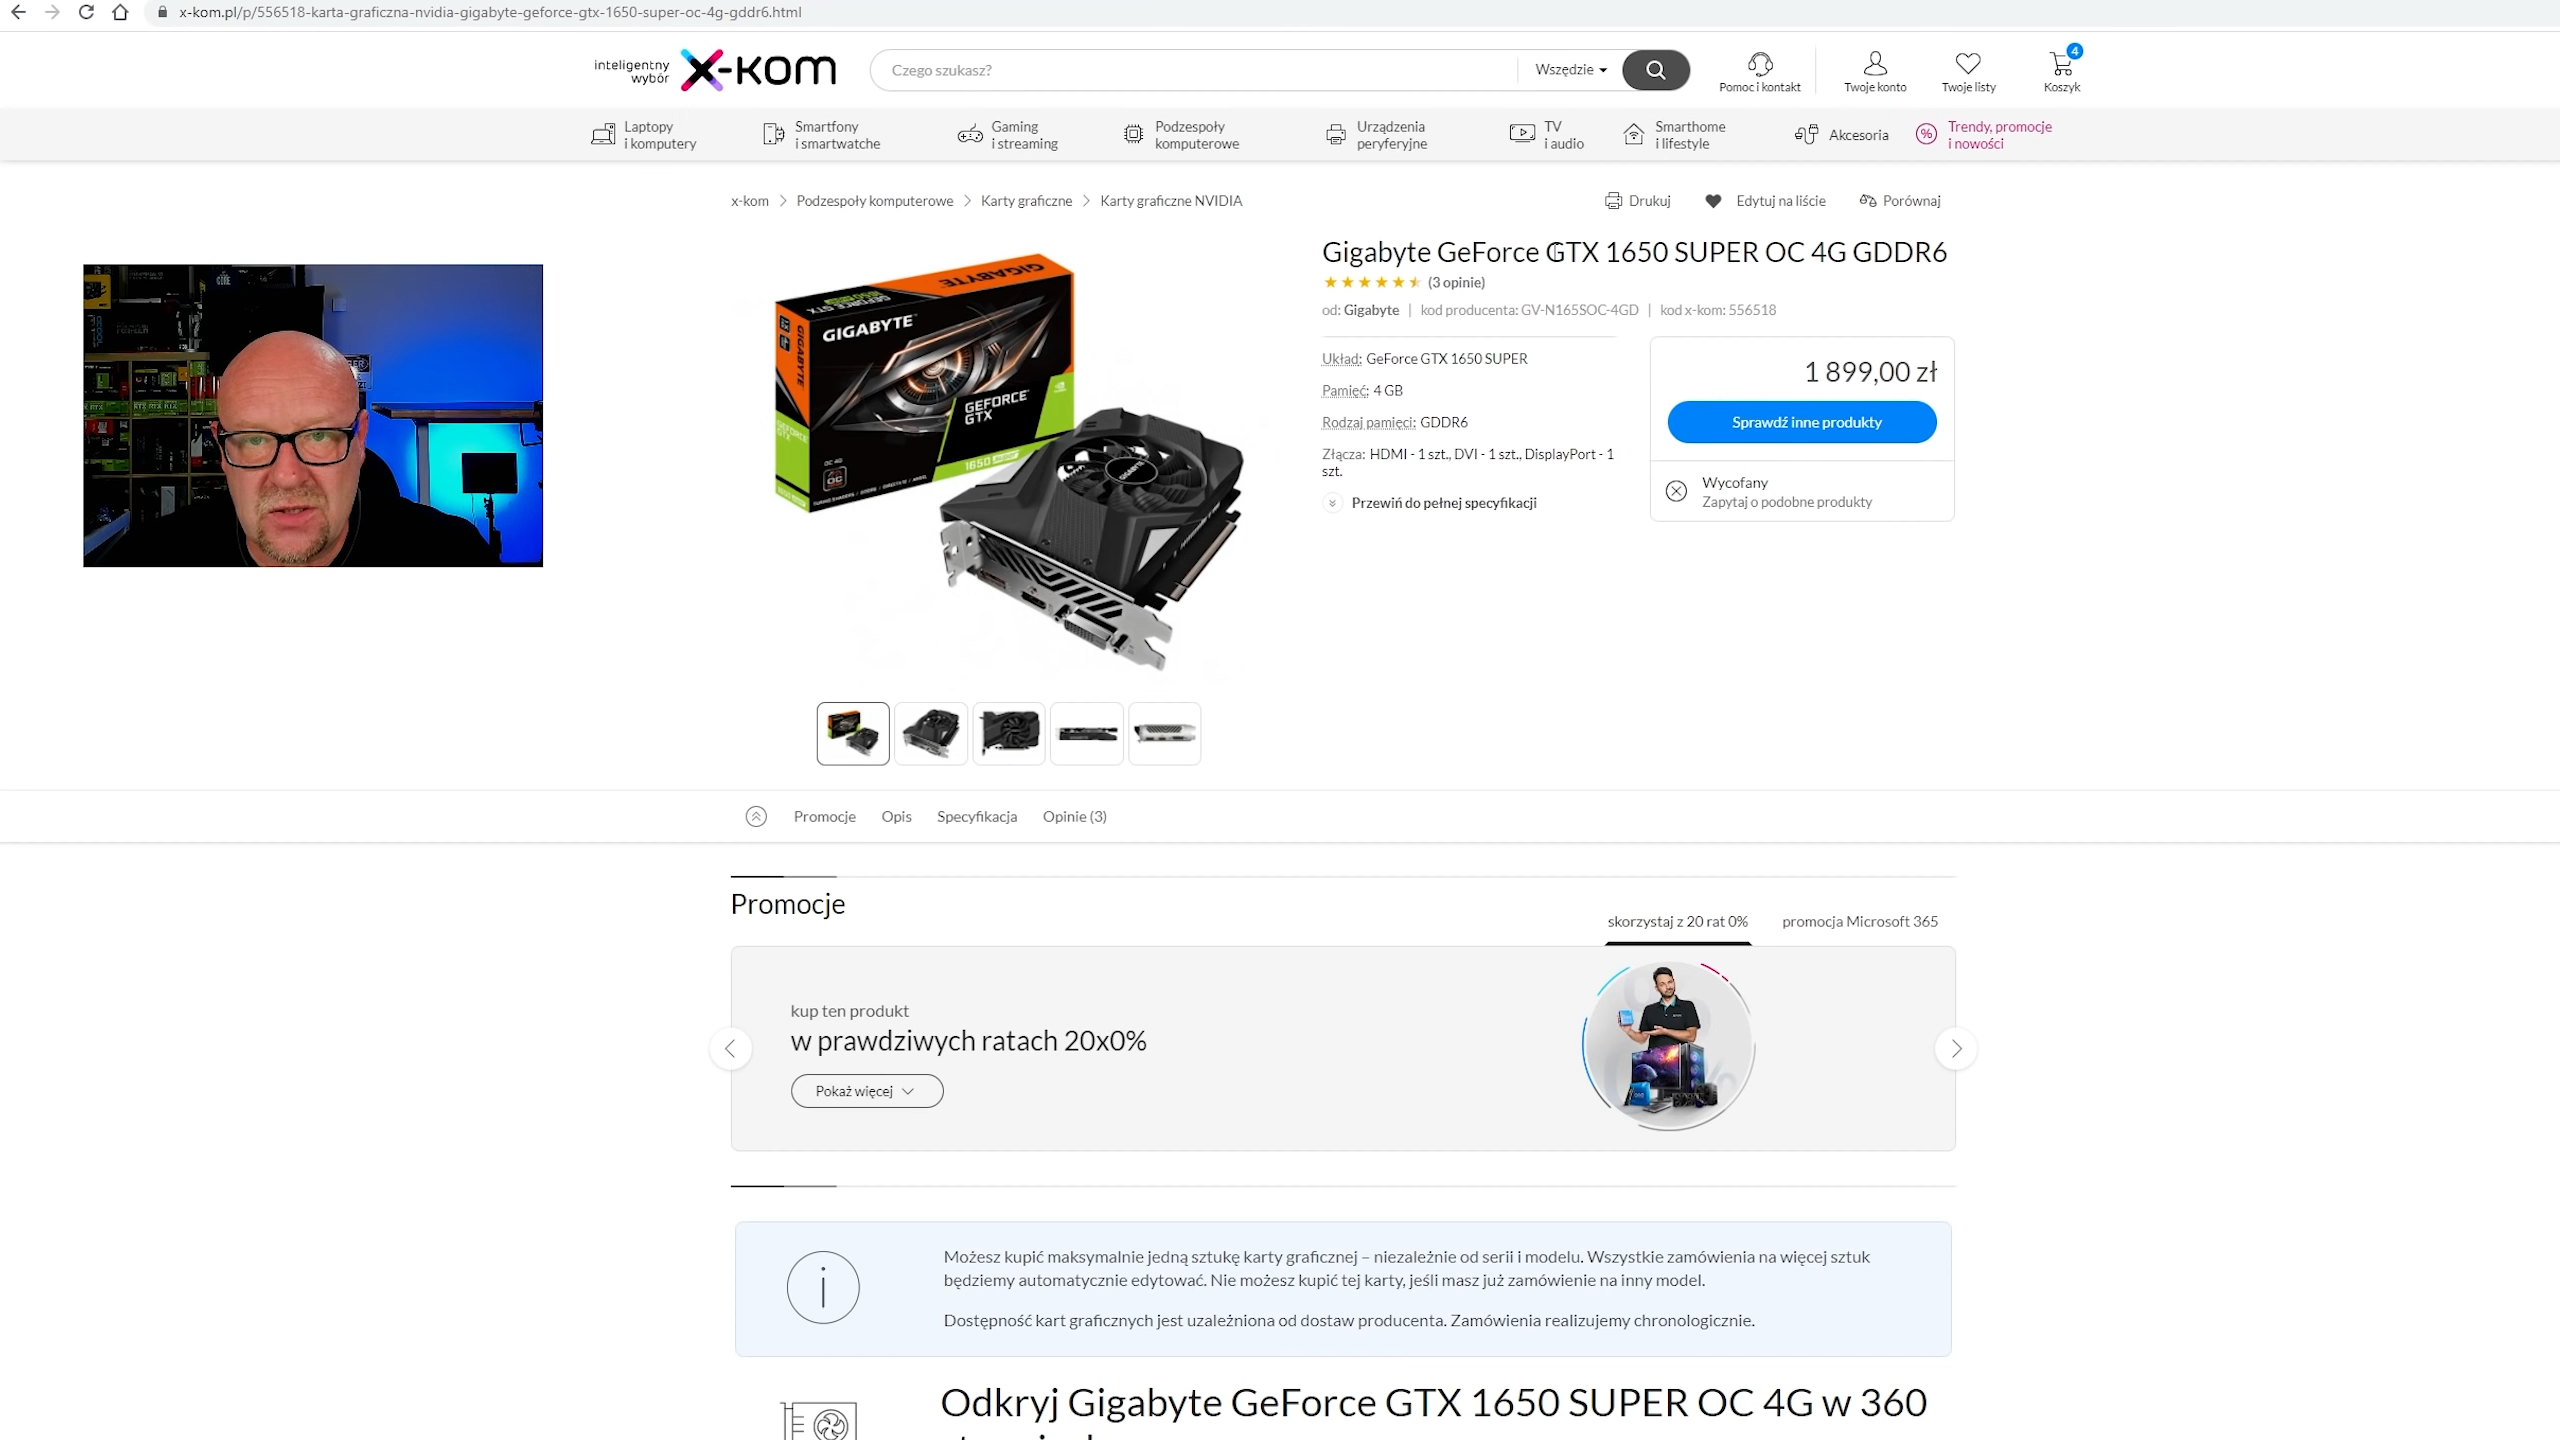 x-kom.pl/p/556518-karta-graficzna-nvidia-gigabyte-geforce-gtx-1650-super-oc-4g-gddr6.html
inteligentny
wybór
x-kom
Czego szukasz?
Wszędzie
Pomoc i kontakt
Twoje konto
Twoje listy
4
Koszyk
Laptopy
i komputery
Smartfony
i smartwatche
Gaming
i streaming
Podzespoły
komputerowe
Urządzenia
peryferyjne
TV
i audio
Smarthome
i lifestyle
Akcesoria
Trendy, promocje
i nowości
x-kom
Podzespoły komputerowe
Karty graficzne
Karty graficzne NVIDIA
Drukuj
Edytuj na liście
Porównaj
GIGABYTE
GIGABYTE
GIGABYTE
GEFORCE
GTX
1650 SUPER
OC 4G
GIGABYTE
Gigabyte GeForce GTX 1650 SUPER OC 4G GDDR6
(3 opinie)
od: Gigabyte | kod producenta: GV-N165SOC-4GD | kod x-kom: 556518
Układ: GeForce GTX 1650 SUPER
Pamięć: 4 GB
Rodzaj pamięci: GDDR6
Złącza: HDMI - 1 szt., DVI - 1 szt., DisplayPort - 1
szt.
Przewiń do pełnej specyfikacji
1 899,00 zł
Sprawdź inne produkty
Wycofany
Zapytaj o podobne produkty
Promocje
Opis
Specyfikacja
Opinie (3)
Promocje
skorzystaj z 20 rat 0%
promocja Microsoft 365
kup ten produkt
w prawdziwych ratach 20x0%
Pokaż więcej
Możesz kupić maksymalnie jedną sztukę karty graficznej – niezależnie od serii i modelu. Wszystkie zamówienia na więcej sztuk
będziemy automatycznie edytować. Nie możesz kupić tej karty, jeśli masz już zamówienie na inny model.
Dostępność kart graficznych jest uzależniona od dostaw producenta. Zamówienia realizujemy chronologicznie.
Odkryj Gigabyte GeForce GTX 1650 SUPER OC 4G w 360